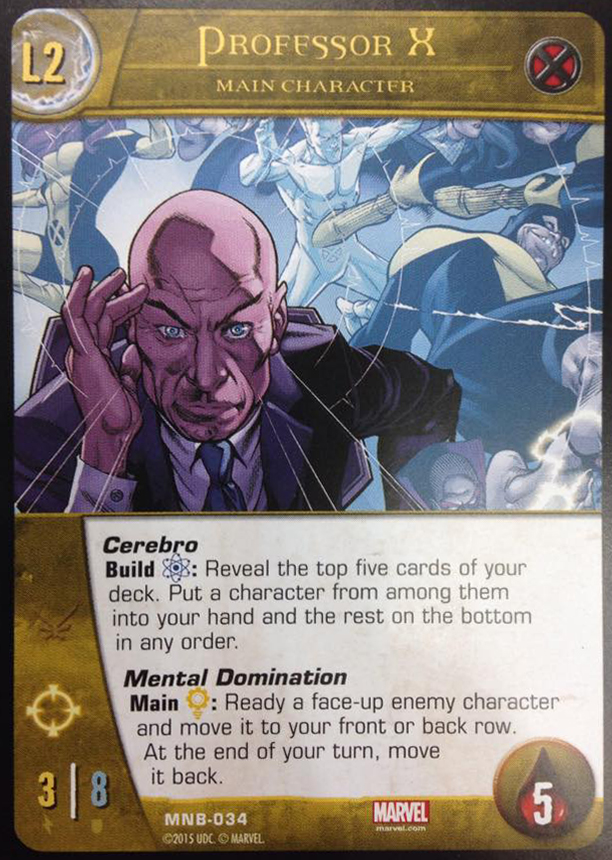 L2
PROFESSOR X
MAIN CHARACTER
Cerebro
Build : Reveal the top five cards of your
deck. Put a character from among them
into your hand and the rest on the bottom
in any order.
Mental Domination
Main : Ready a face-up enemy character
and move it to your front or back row.
At the end of your turn, move
it back.
3 | 8
5
MNB-034
©2015 UDC. ©MARVEL.
MARVEL
marvel.com